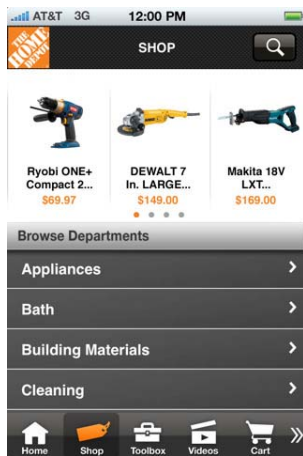 AT&T 3G 12:00 PM
THE HOME DEPOT
SHOP
Ryobi ONE+ Compact 2...
$69.97
DEWALT 7 In. LARGE...
$149.00
Makita 18V LXT...
$169.00
Browse Departments
Appliances
Bath
Building Materials
Cleaning
Home Shop Toolbox Videos Cart